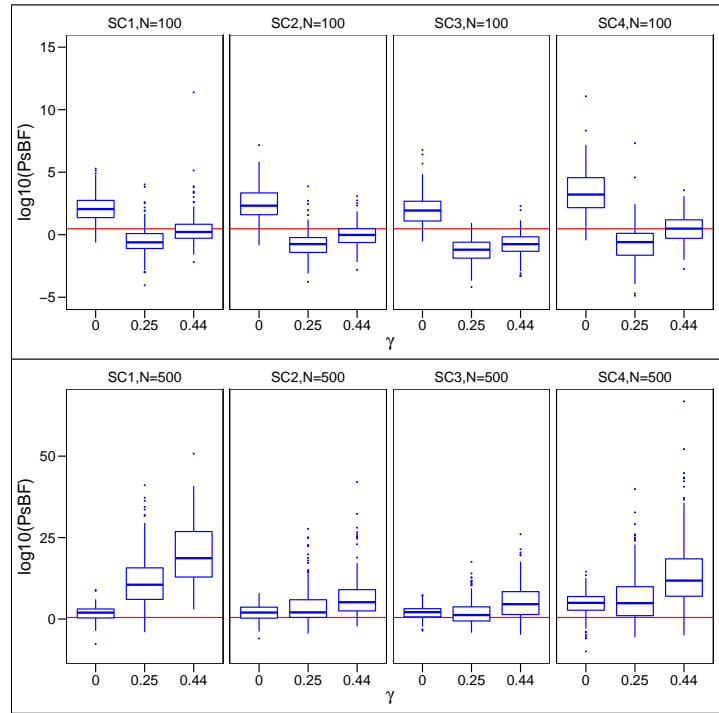 SC1,N=100 SC2,N=100 SC3,N=100 SC4,N=100
15
10
5
0
−5
log10(PsBF)
0 0.25 0.44 0 0.25 0.44 0 0.25 0.44 0 0.25 0.44
γ
SC1,N=500 SC2,N=500 SC3,N=500 SC4,N=500
50
25
0
log10(PsBF)
0 0.25 0.44 0 0.25 0.44 0 0.25 0.44 0 0.25 0.44
γ